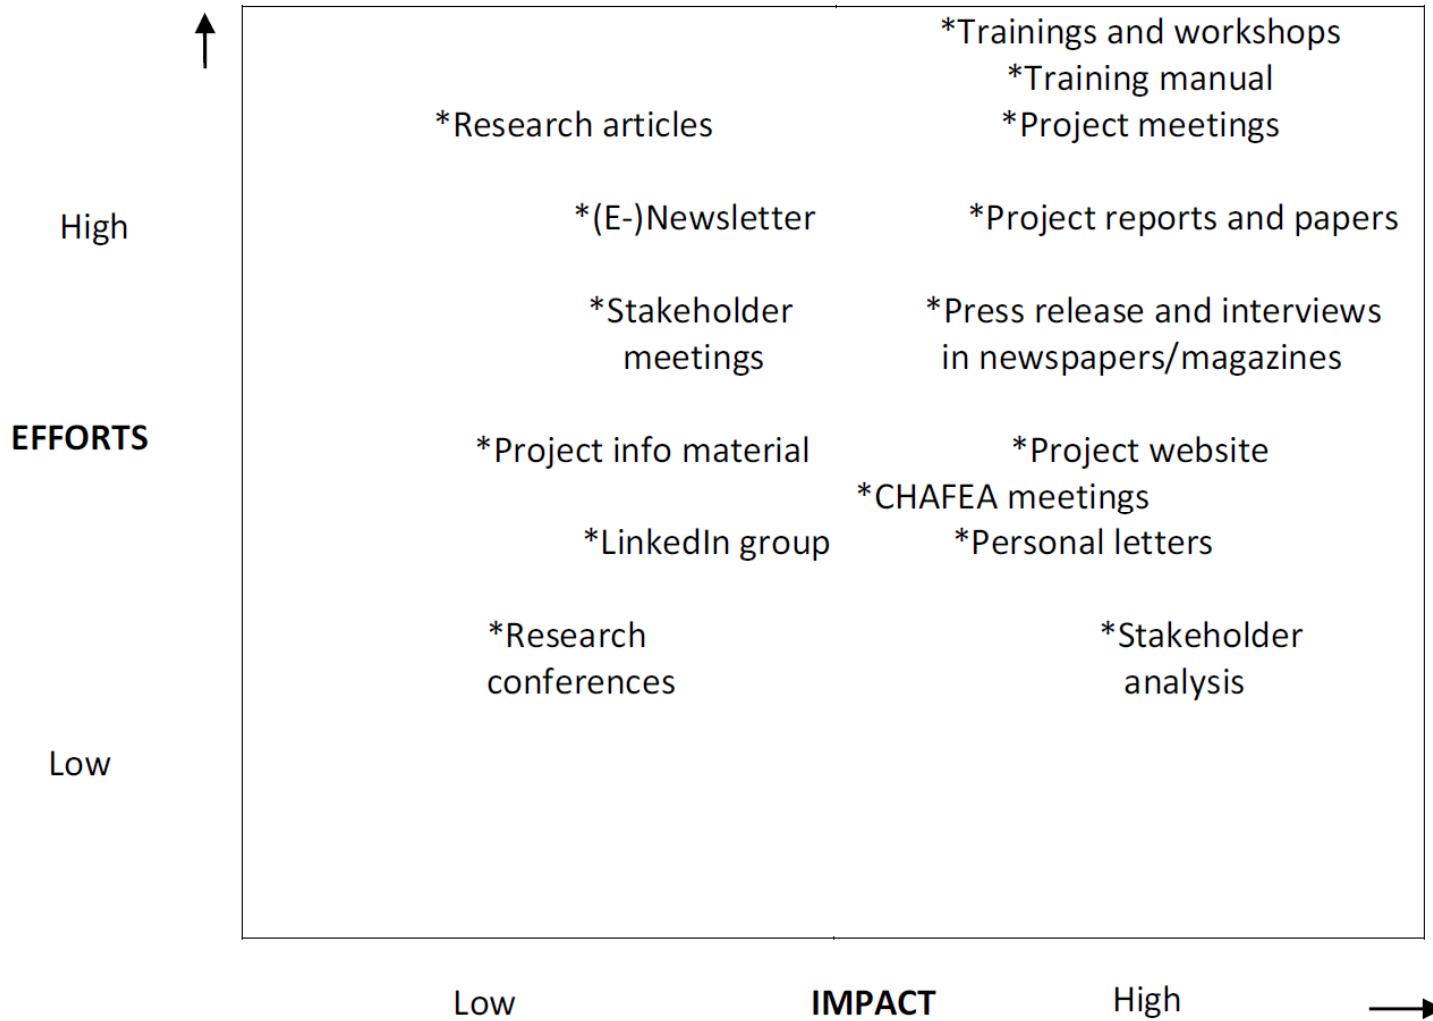 *Trainings and workshops
*Training manual
*Research articles *Project meetings
High *(E-)Newsletter *Project reports and papers
*Stakeholder *Press release and interviews
meetings in newspapers/magazines
EFFORTS *Project info material *Project website
*CHAFEA meetings
*LinkedIn group *Personal letters
*Research *Stakeholder
conferences analysis
Low
Low IMPACT High